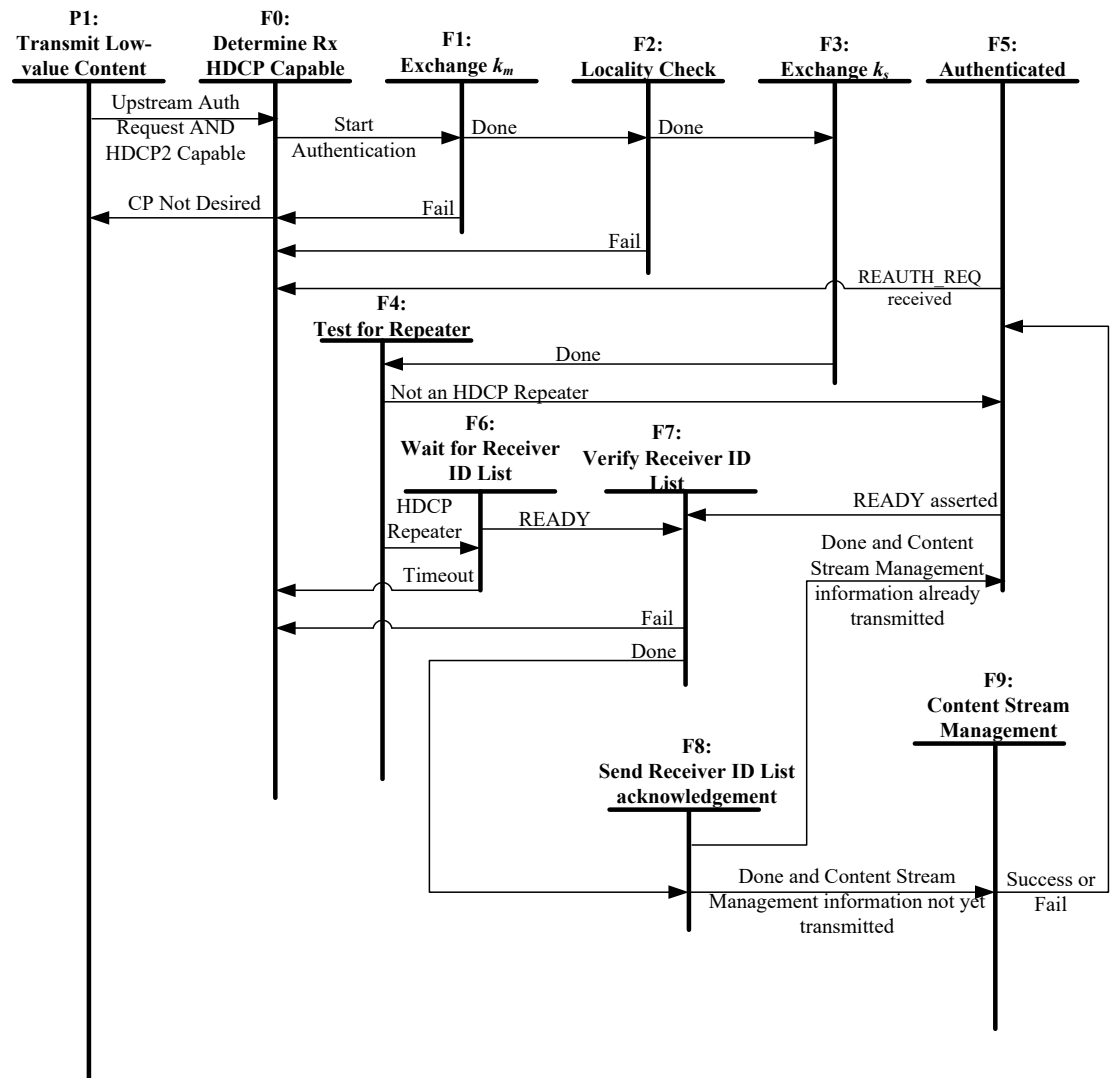 P1:
Transmit Low-
value Content
F0:
Determine Rx
HDCP Capable
F1:
Exchange km
F2:
Locality Check
F3:
Exchange ks
F5:
Authenticated
Upstream Auth
Request AND
HDCP2 Capable
Start
Authentication
Done
Done
CP Not Desired
Fail
Fail
REAUTH_REQ
received
F4:
Test for Repeater
Done
Not an HDCP Repeater
F6:
Wait for Receiver
ID List
F7:
Verify Receiver ID
List
HDCP
Repeater
READY
READY asserted
Timeout
Done and Content
Stream Management
information already
transmitted
Fail
Done
F9:
Content Stream
Management
F8:
Send Receiver ID List
acknowledgement
Done and Content Stream
Management information not yet
transmitted
Success or
Fail